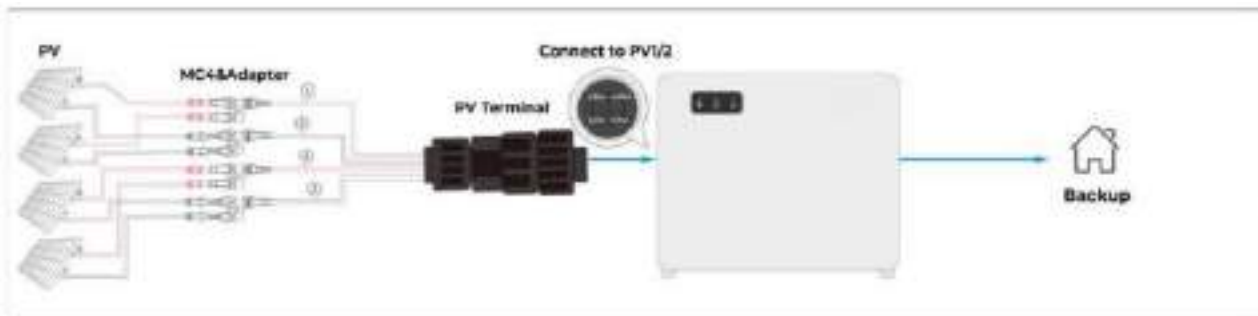 PV
Connect to PV1/2
MC4&Adapter
PV Terminal
Backup